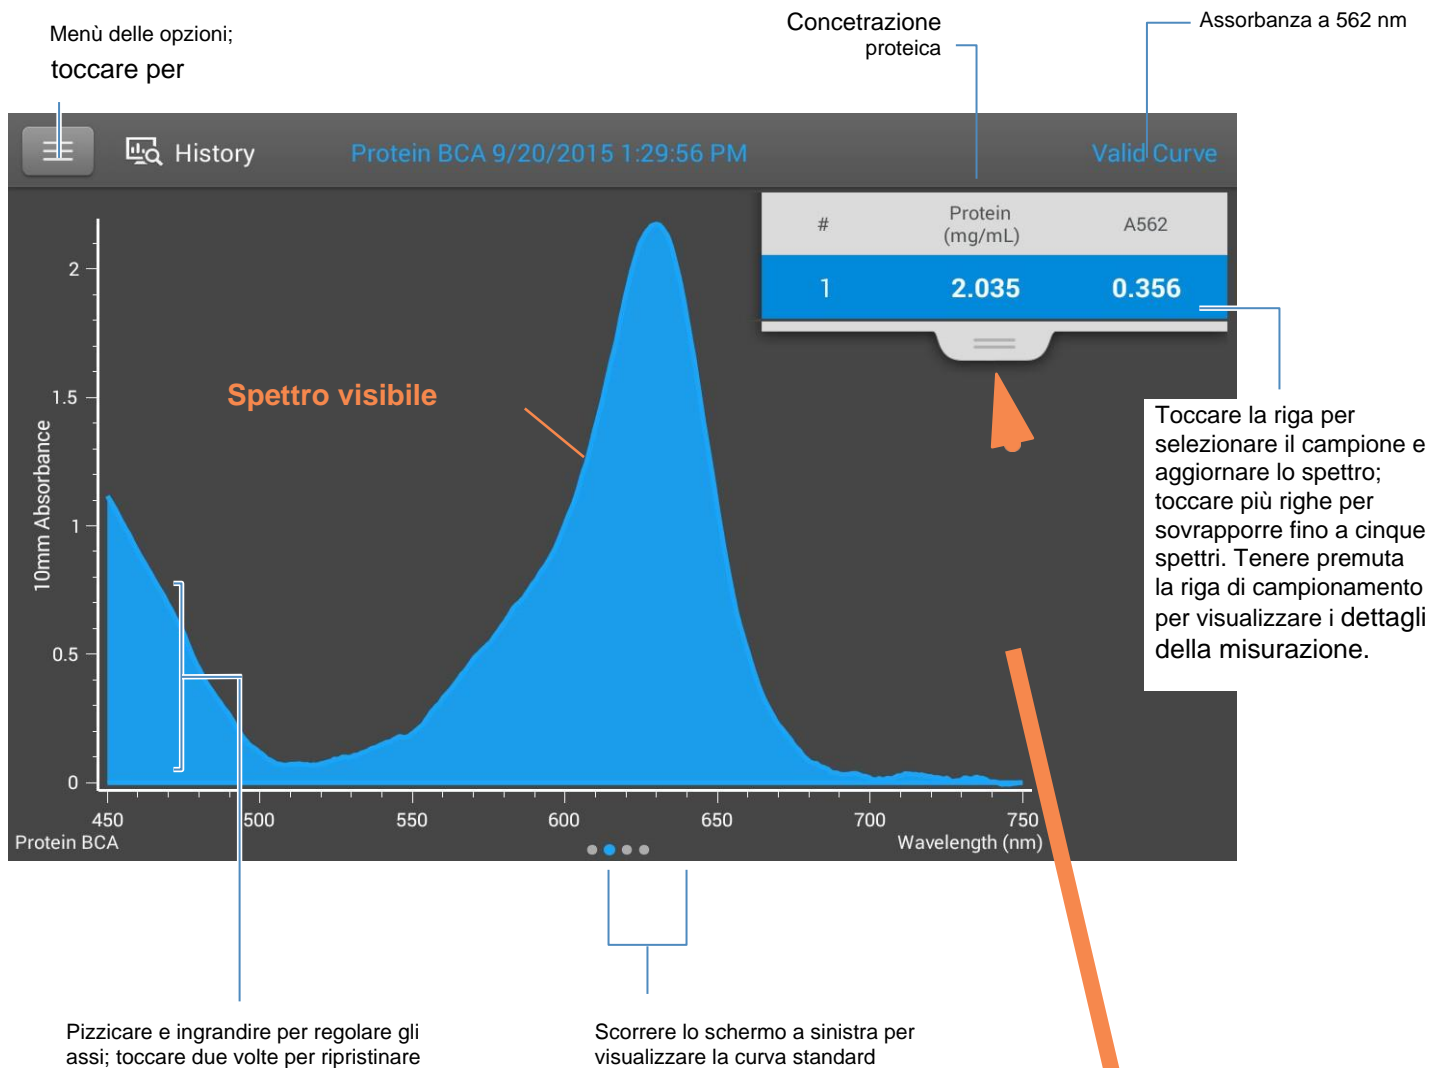 Menù delle opzioni;
toccare per
Concetrazione
proteica
Assorbanza a 562 nm
History
Protein BCA 9/20/2015 1:29:56 PM
Valid Curve
#
Protein
(mg/mL)
A562
1
2.035
0.356
Spettro visibile
Toccare la riga per
selezionare il campione e
aggiornare lo spettro;
toccare più righe per
sovrapporre fino a cinque
spettri. Tenere premuta
la riga di campionamento
per visualizzare i dettagli
della misurazione.
10mm Absorbance
2
1.5
1
0.5
0
450
500
550
600
650
700
750
Protein BCA
Wavelength (nm)
Pizzicare e ingrandire per regolare gli
assi; toccare due volte per ripristinare
Scorrere lo schermo a sinistra per
visualizzare la curva standard